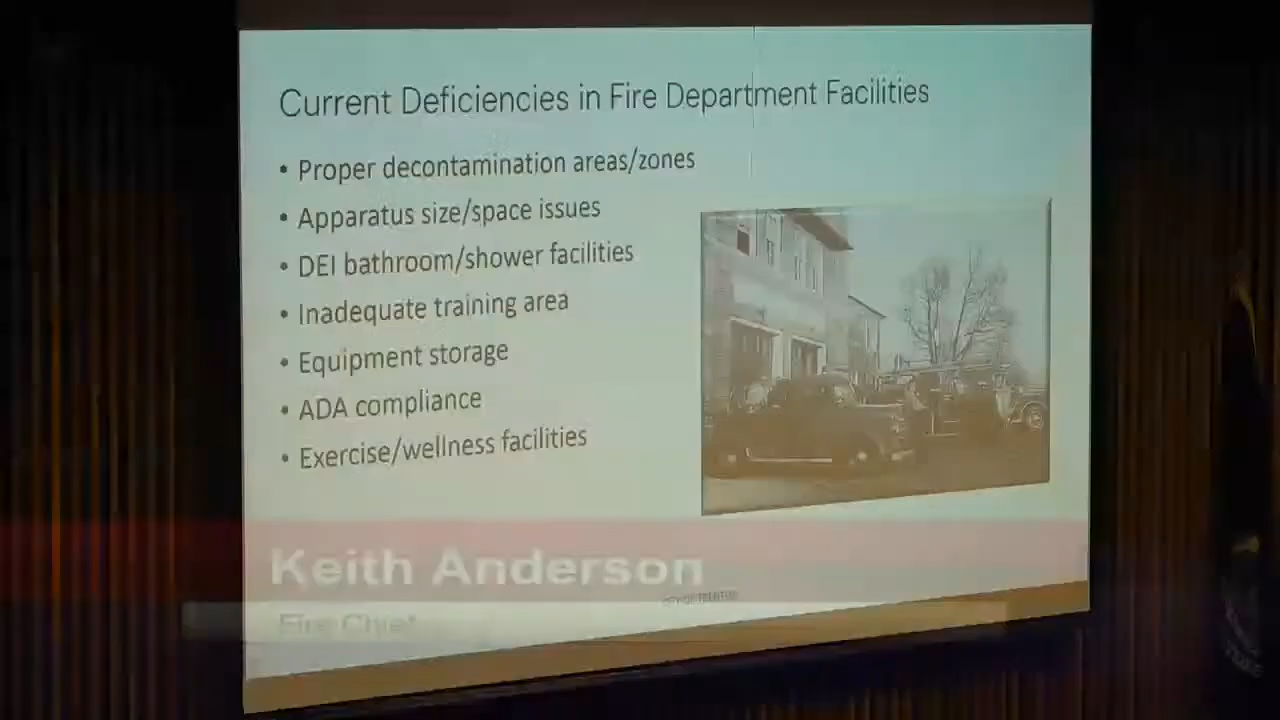 Current Deficiencies in Fire Department Facilities
• Proper decontamination areas/zones
• Apparatus size/space issues
• DEI bathroom/shower facilities
• Inadequate training area
• Equipment storage
• ADA compliance
• Exercise/wellness facilities
Keith Anderson
Fire Chief